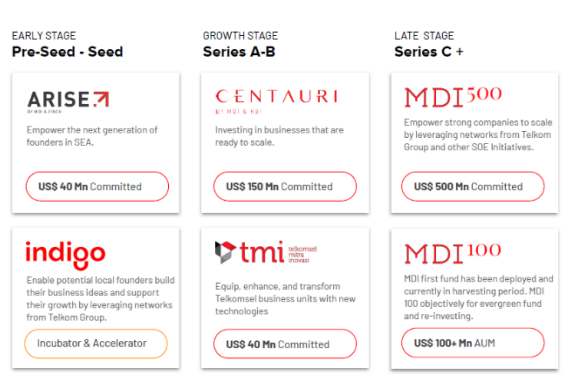 EARLY STAGE
Pre-Seed - Seed
GROWTH STAGE
Series A-B
LATE STAGE
Series C +
ARISE
BY MDI & FINCH
Empower the next generation of
founders in SEA.
US$ 40 Mn Committed
CENTAURI
BY MDI & KBI
Investing in businesses that are
ready to scale.
US$ 150 Mn Committed
MDI500
Empower strong companies to scale
by leveraging networks from Telkom
Group and other SOE Initiatives.
US$ 500 Mn Committed
indigo
Enable potential local founders build
their business ideas and support
their growth by leveraging networks
from Telkom Group.
Incubator & Accelerator
tmi telkomsel
mitra
inovasi
Equip, enhance, and transform
Telkomsel business units with new
technologies
US$ 40 Mn Committed
MDI100
MDI first fund has been deployed and
currently in harvesting period. MDI
100 objectively for evergreen fund
and re-investing.
US$ 100+ Mn AUM